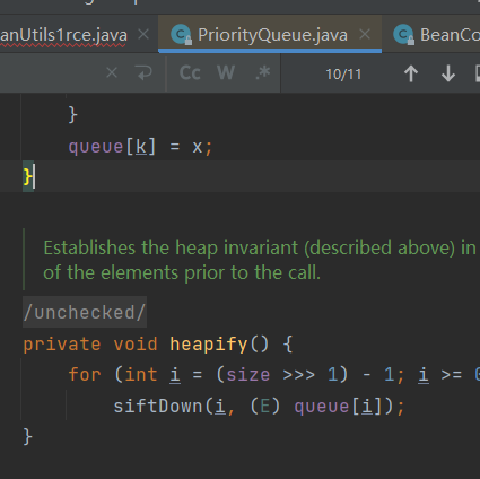 anUtils1rce.java × PriorityQueue.java × BeanCo
× Cc W .* 10/11
}
queue[k] = x;
}
Establishes the heap invariant (described above) in
of the elements prior to the call.
/unchecked/
private void heapify() {
for (int i = (size >>> 1) - 1; i >= 0
siftDown(i, (E) queue[i]);
}